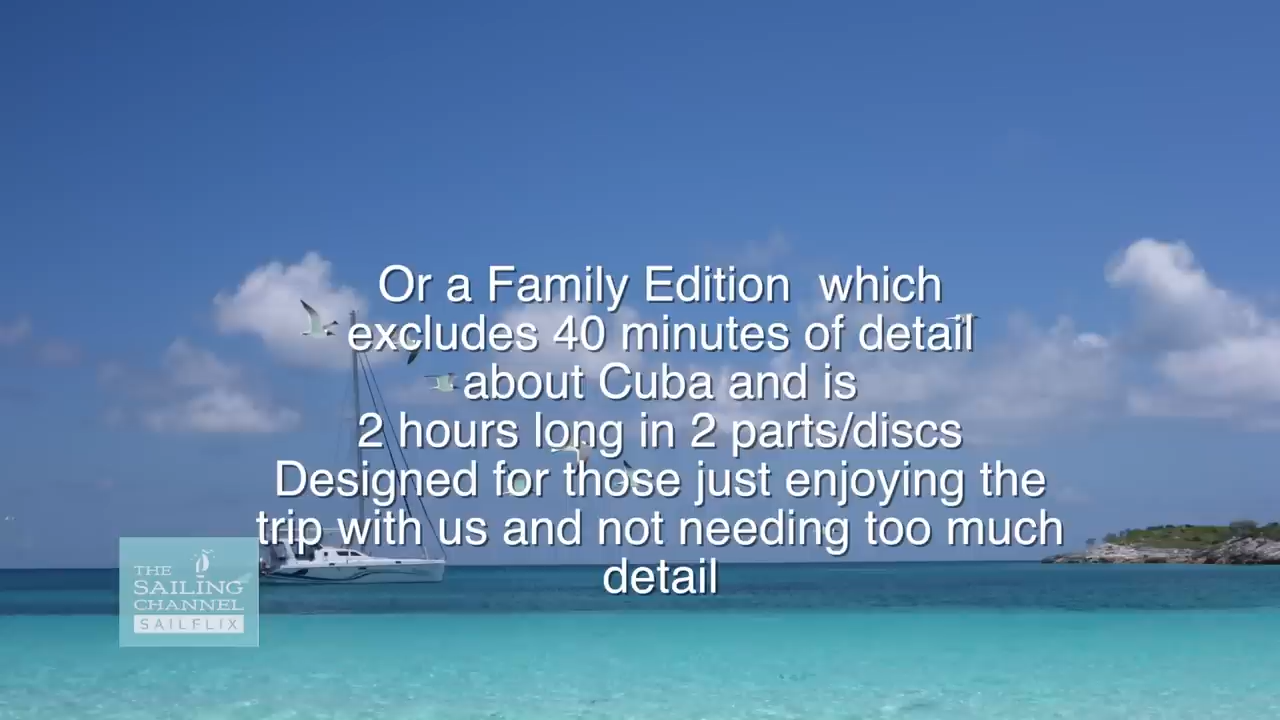 Or a Family Edition  which
excludes 40 minutes of detail
about Cuba and is
2 hours long in 2 parts/discs
Designed for those just enjoying the
trip with us and not needing too much
detail
THE
SAILING
CHANNEL
SAILFLIX